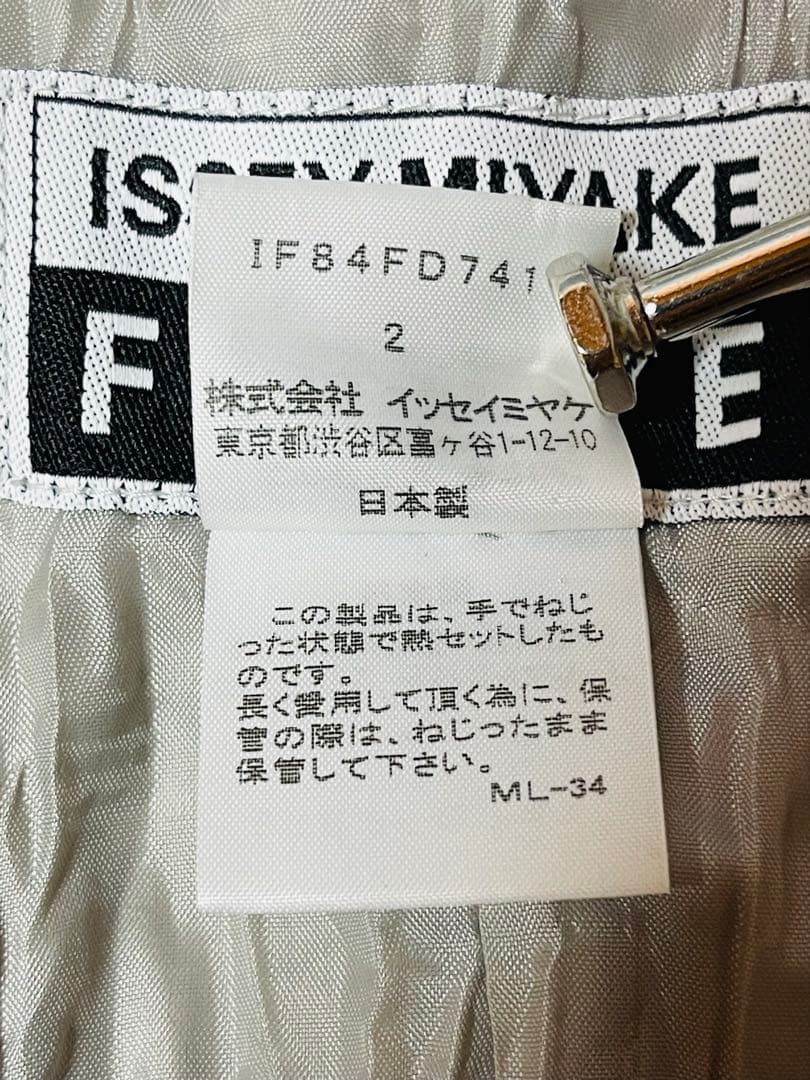 ISSEY MIYAKE
F E
IF84FD741
2
株式会社 イッセイミヤケ
東京都渋谷区富ヶ谷1-12-10
日本製
この製品は、手でねじ
った状態で熱セットしたも
のです。
長く愛用して頂く為に、保
管の際は、ねじったまま
保管して下さい。
ML-34